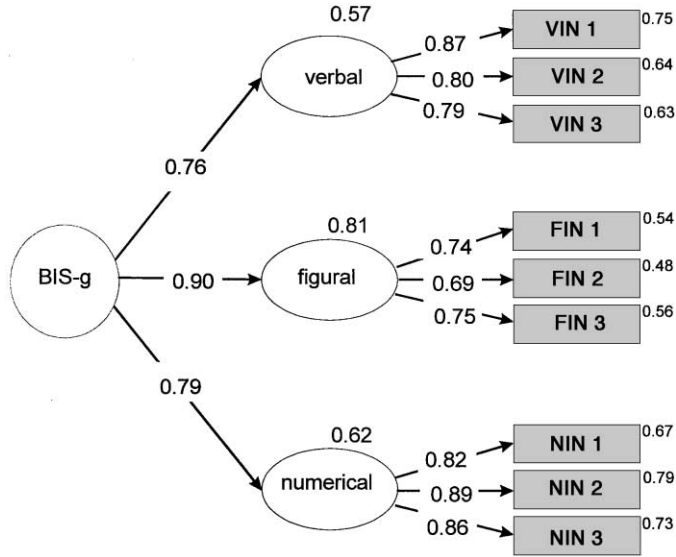 0.57
0.87
VIN 1
0.75
verbal
0.80
VIN 2
0.64
0.79
VIN 3
0.63
0.76
0.81
0.74
FIN 1
0.54
BIS-g
0.90
figural
0.69
FIN 2
0.48
0.75
FIN 3
0.56
0.79
0.62
0.82
NIN 1
0.67
numerical
0.89
NIN 2
0.79
0.86
NIN 3
0.73